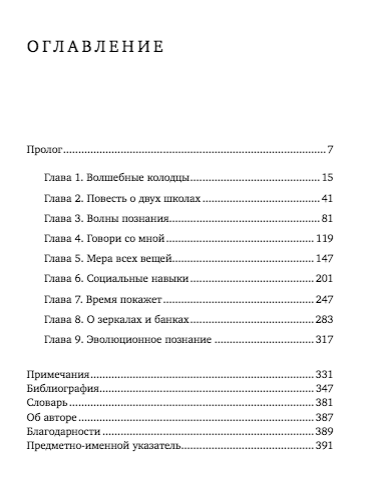 ОГЛАВЛЕНИЕ
Пролог.....7
Глава 1. Волшебные колодцы.....15
Глава 2. Повесть о двух школах.....41
Глава 3. Волны познания.....81
Глава 4. Говори со мной.....119
Глава 5. Мера всех вещей.....147
Глава 6. Социальные навыки.....201
Глава 7. Время покажет.....247
Глава 8. О зеркалах и банках.....283
Глава 9. Эволюционное познание.....317
Примечания.....331
Библиография.....347
Словарь.....381
Об авторе.....387
Благодарности.....389
Предметно-именной указатель.....391